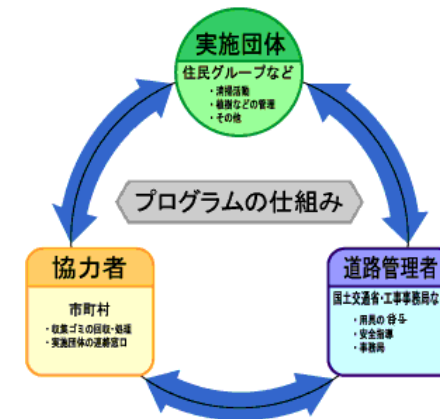 実施団体
住民グループなど
・清掃活動
・植樹などの管理
・その他
プログラムの仕組み
協力者
市町村
・収集ゴミの回収・処理
・実施団体の連絡窓口
道路管理者
国土交通省・工事事務局な
・用具の
・安全指導
・事務局